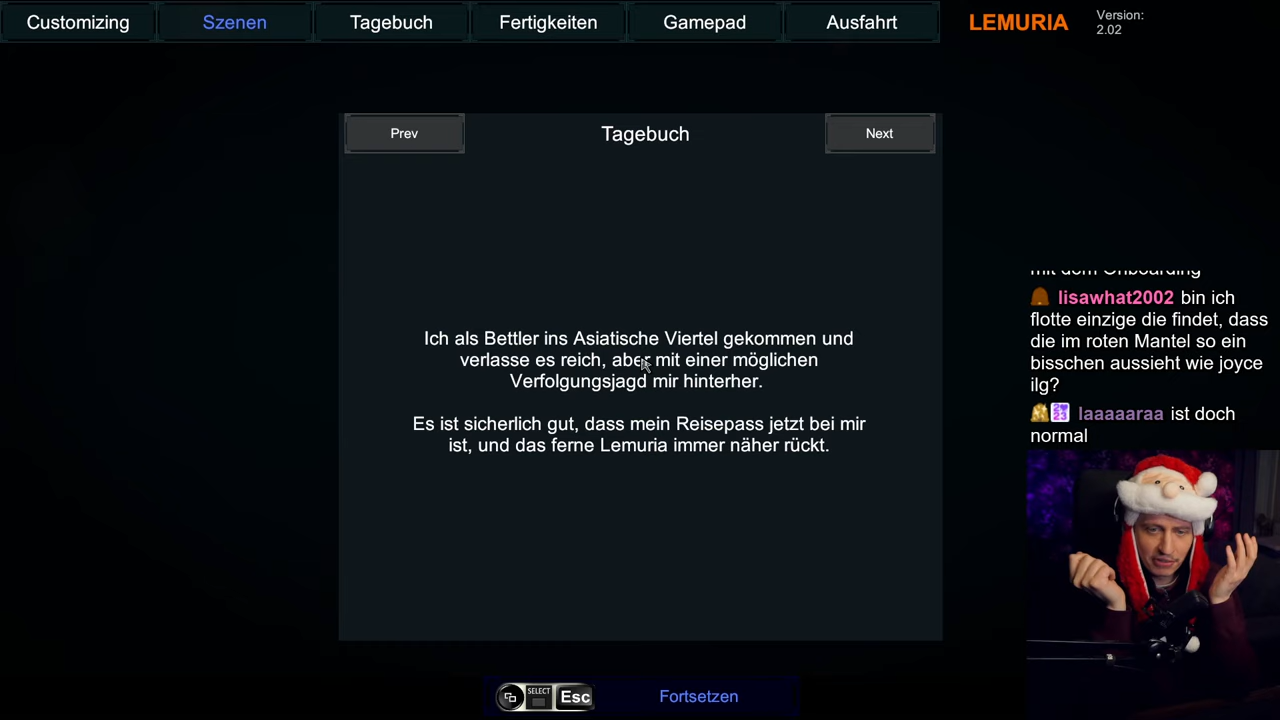 Customizing
Szenen
Tagebuch
Fertigkeiten
Gamepad
Ausfahrt
LEMURIA
Version:
2.02
Prev
Tagebuch
Next
Ich als Bettler ins Asiatische Viertel gekommen und
verlasse es reich, aber mit einer möglichen
Verfolgungsjagd mir hinterher.
Es ist sicherlich gut, dass mein Reisepass jetzt bei mir
ist, und das ferne Lemuria immer näher rückt.
mit dem Onboarding
lisawhat2002 bin ich
flotte einzige die findet, dass
die im roten Mantel so ein
bisschen aussieht wie joyce
ilg?
laaaaaraa ist doch
normal
SELECT
Esc
Fortsetzen